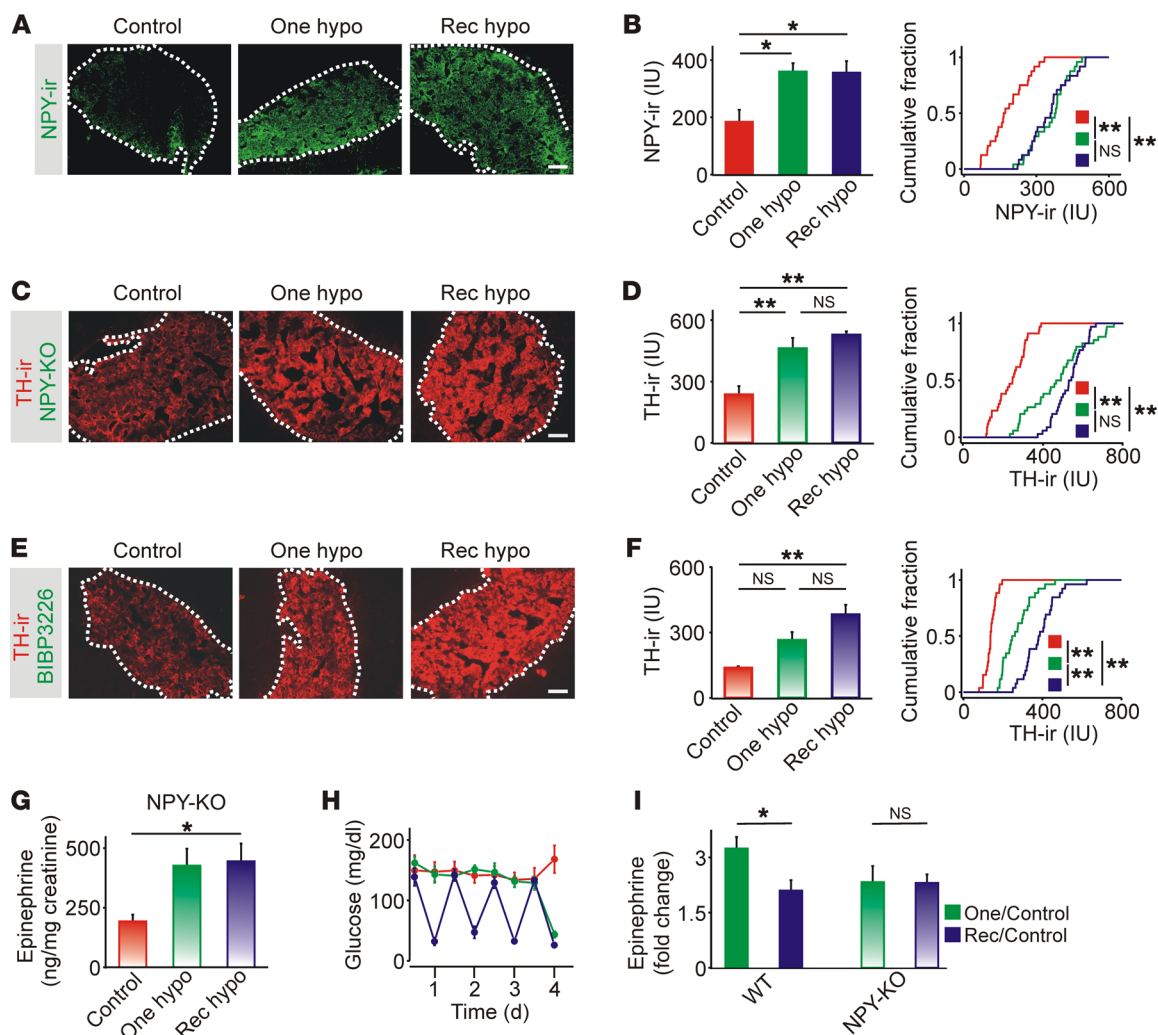 A
Control
One hypo
Rec hypo
NPY-ir
B
NPY-ir (IU)
400
200
0
*
*
Control
One hypo
Rec hypo
Cumulative fraction
1
0.5
0
**
NS
**
0
300
600
NPY-ir (IU)
C
Control
One hypo
Rec hypo
TH-ir
NPY-KO
D
TH-ir (IU)
600
300
0
**
**
NS
Control
One hypo
Rec hypo
Cumulative fraction
1
0.5
0
**
NS
**
0
400
800
TH-ir (IU)
E
Control
One hypo
Rec hypo
TH-ir
BIBP3226
F
TH-ir (IU)
600
300
0
**
NS
NS
Control
One hypo
Rec hypo
Cumulative fraction
1
0.5
0
**
**
**
0
400
800
TH-ir (IU)
G
NPY-KO
Epinephrine
(ng/mg creatinine)
500
250
0
*
Control
One hypo
Rec hypo
H
Glucose (mg/dl)
200
100
0
1
2
3
4
Time (d)
I
Epinephrine
(fold change)
3
1.5
0
*
NS
WT
NPY-KO
One/Control
Rec/Control